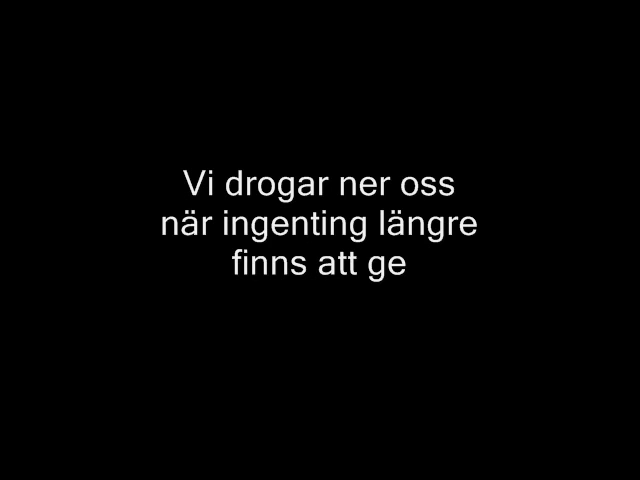 Vi drogar ner oss
när ingenting längre
finns att ge